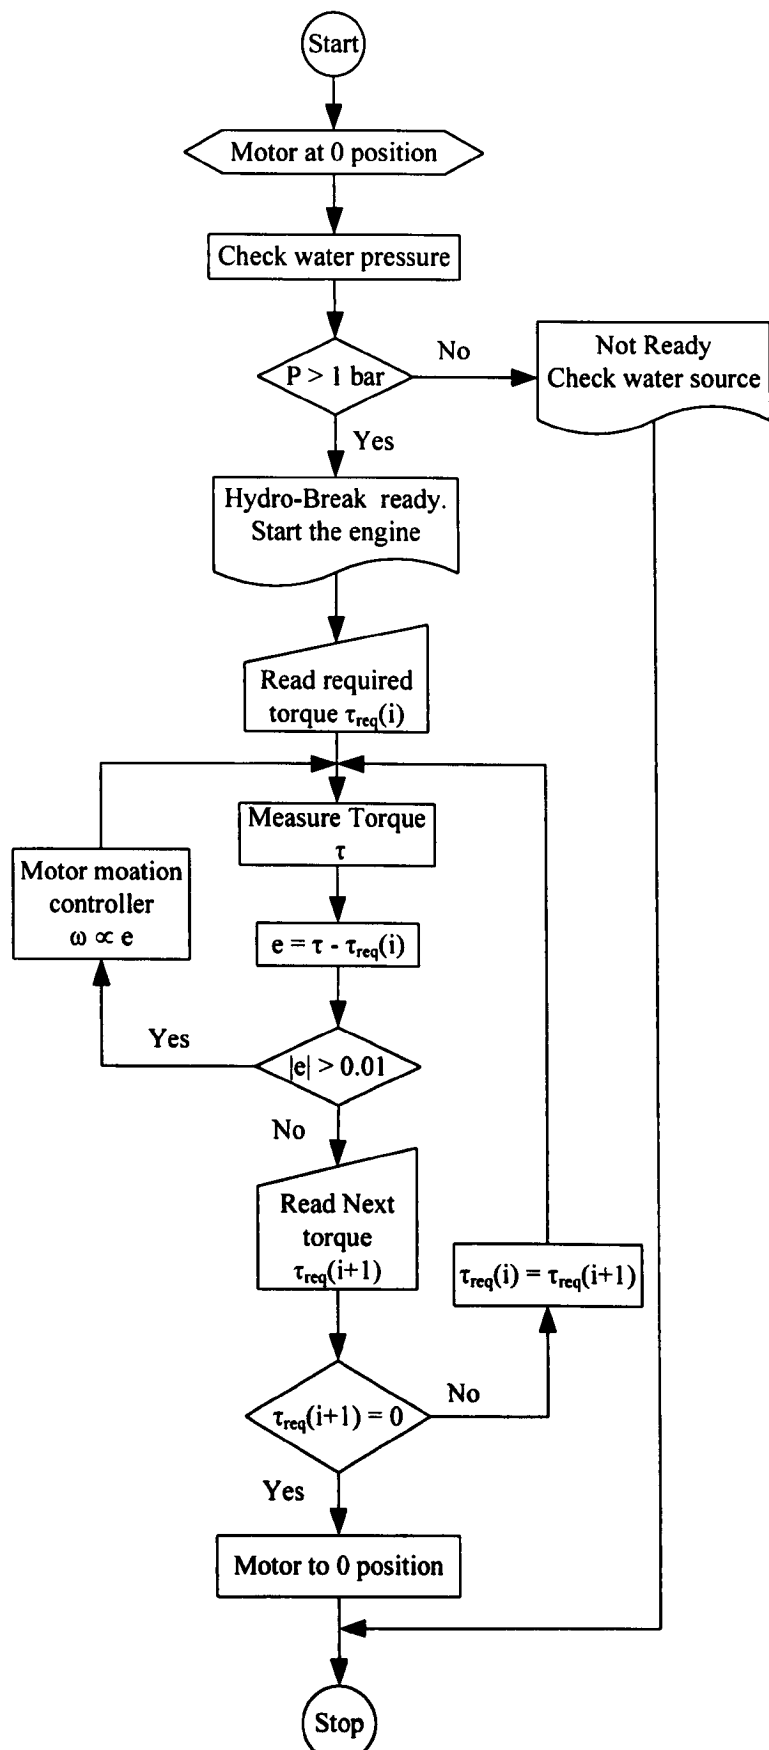 Start
Motor at 0 position
Check water pressure
P > 1 bar
No
Not Ready
Check water source
Yes
Hydro-Break ready.
Start the engine
Read required
torque τreq(i)
Measure Torque
τ
Motor moation
controller
ω ∝ e
e = τ - τreq(i)
Yes
|e| > 0.01
No
Read Next
torque
τreq(i+1)
τreq(i) = τreq(i+1)
τreq(i+1) = 0
No
Yes
Motor to 0 position
Stop